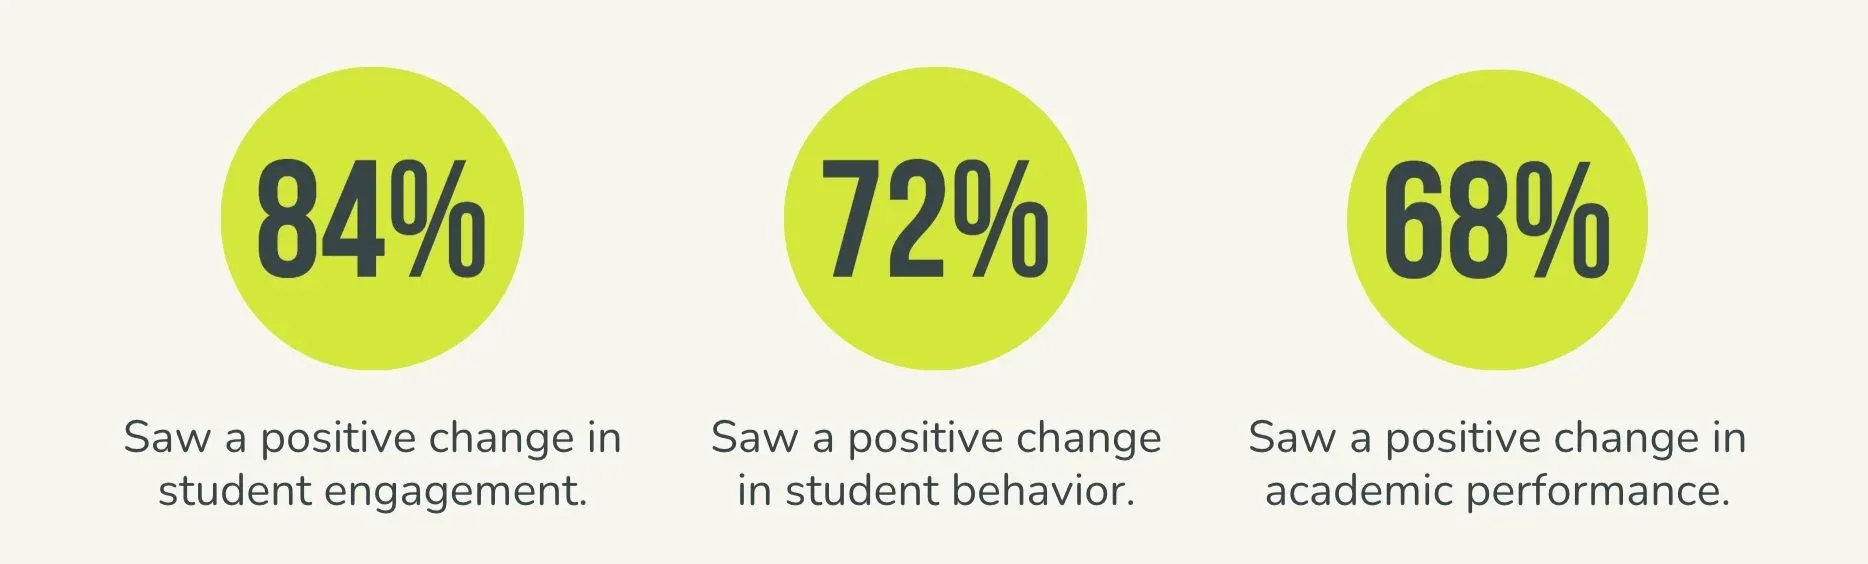 84%
Saw a positive change in
student engagement.
72%
Saw a positive change
in student behavior.
68%
Saw a positive change in
academic performance.